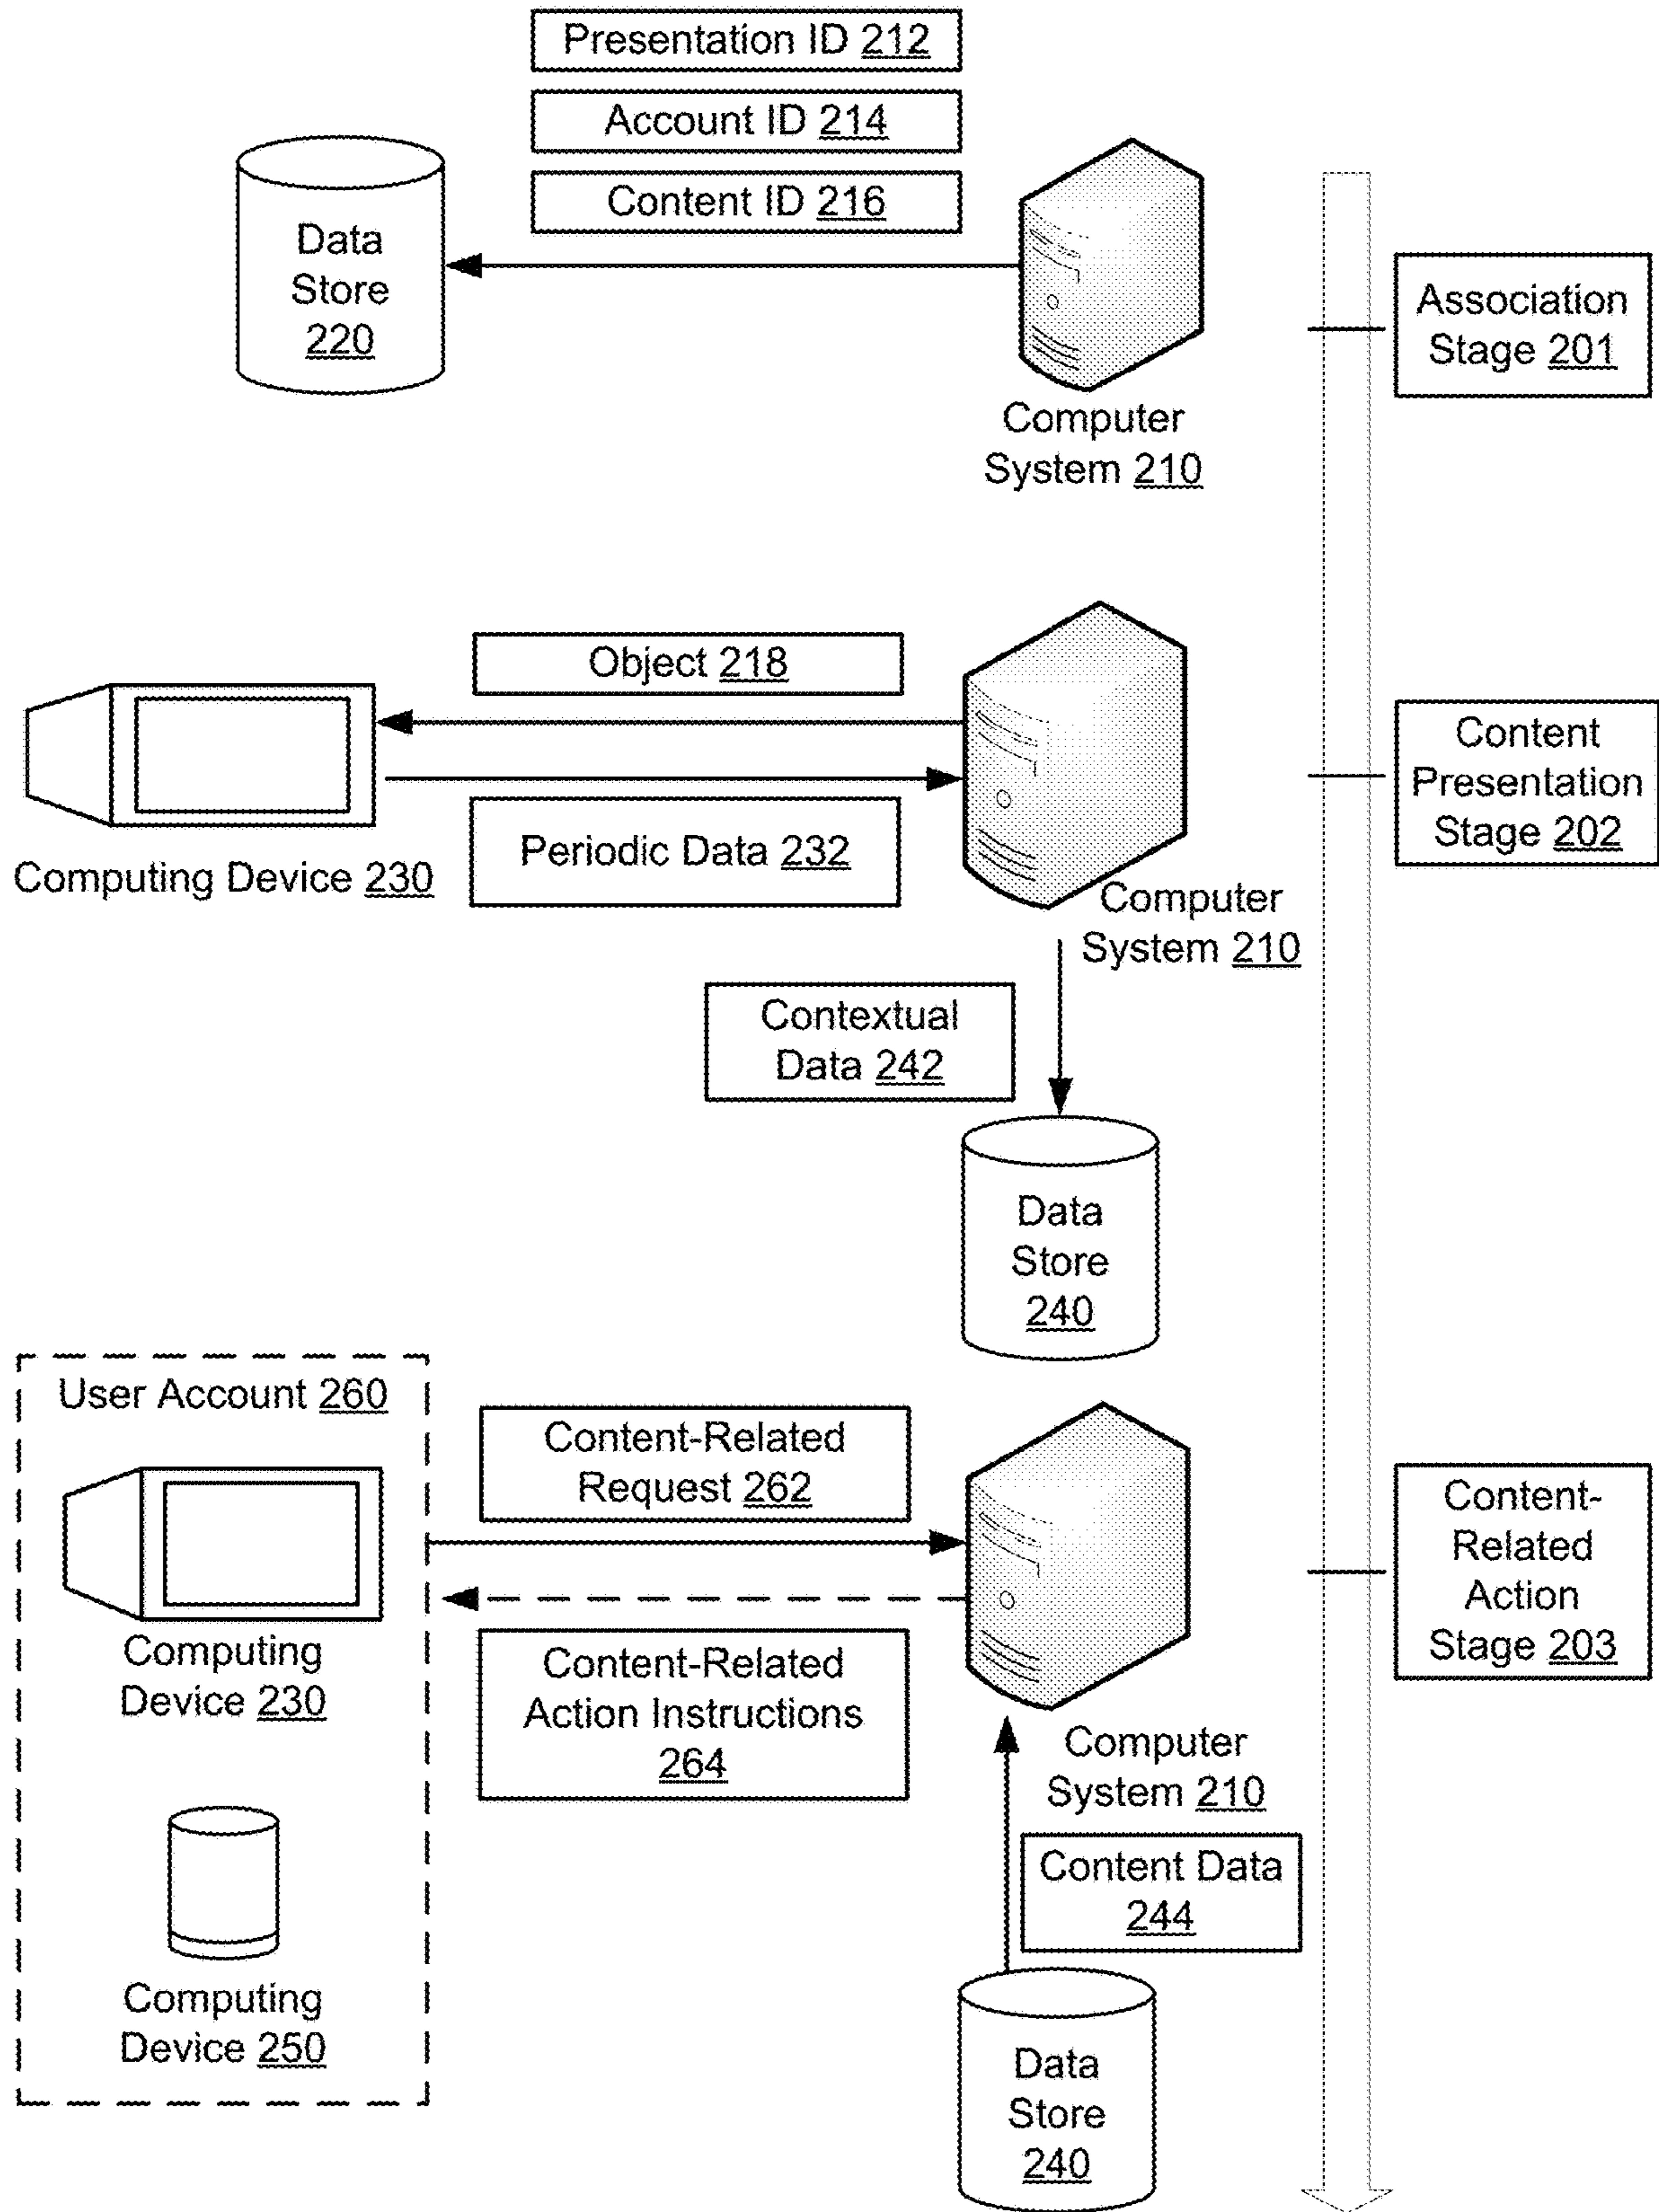 Presentation ID 212
Account ID 214
Content ID 216
Data
Store
220
Computer
System 210
Association
Stage 201
Object 218
Periodic Data 232
Computing Device 230
Computer
System 210
Content
Presentation
Stage 202
Contextual
Data 242
Data
Store
240
User Account 260
Computing
Device 230
Computing
Device 250
Content-Related
Request 262
Content-Related
Action Instructions
264
Computer
System 210
Content-
Related
Action
Stage 203
Content Data
244
Data
Store
240